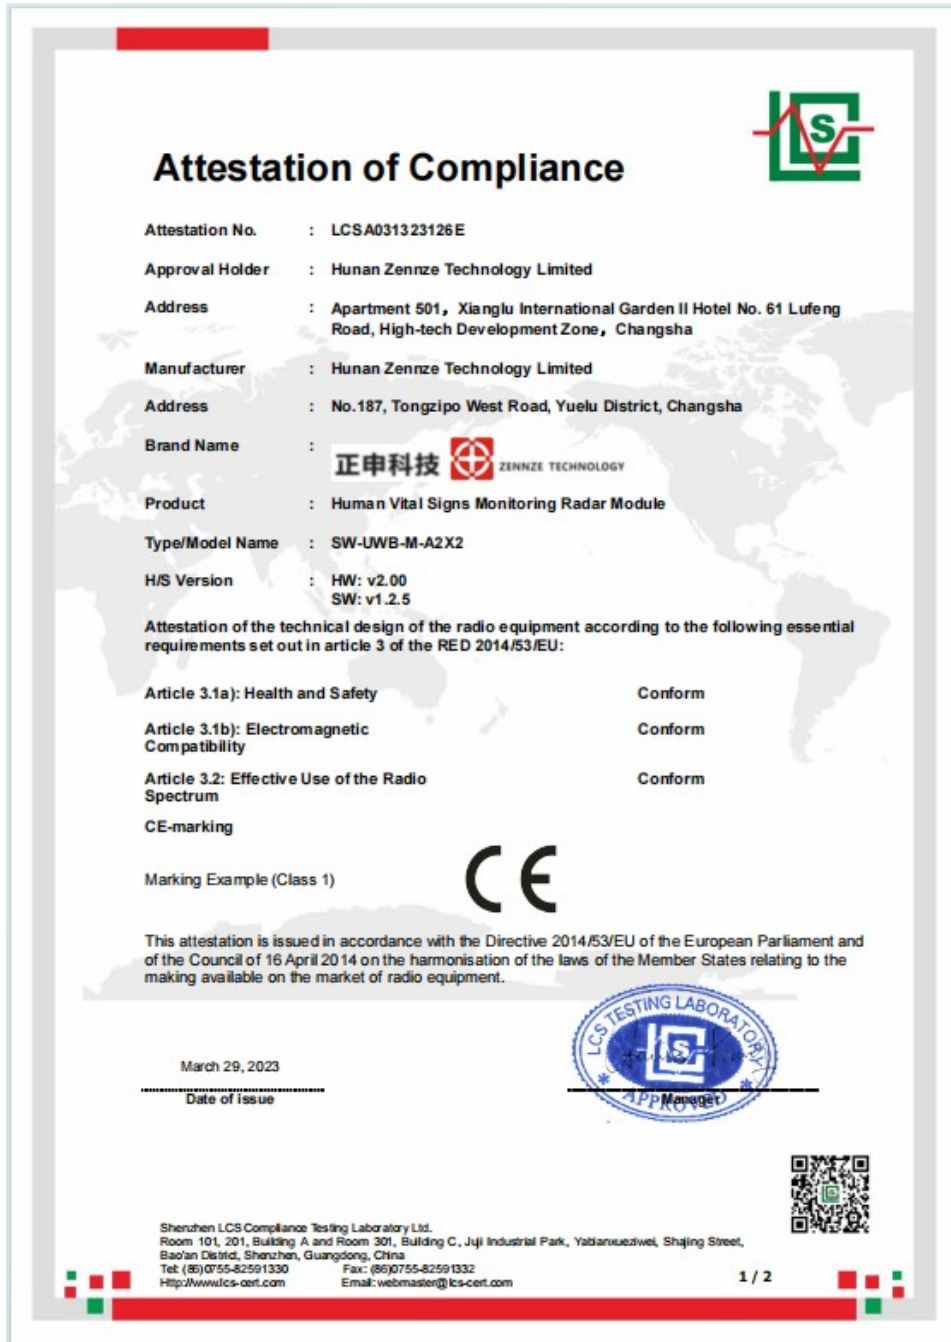 LCS
Attestation of Compliance
Attestation No. : LCSA031323126E
Approval Holder : Hunan Zennze Technology Limited
Address : Apartment 501，Xianglu International Garden II Hotel No. 61 Lufeng
Road, High-tech Development Zone，Changsha
Manufacturer : Hunan Zennze Technology Limited
Address : No.187, Tongzipo West Road, Yuelu District, Changsha
Brand Name :
正申科技 ZENNZE TECHNOLOGY
Product : Human Vital Signs Monitoring Radar Module
Type/Model Name : SW-UWB-M-A2X2
H/S Version : HW: v2.00
SW: v1.2.5
Attestation of the technical design of the radio equipment according to the following essential
requirements set out in article 3 of the RED 2014/53/EU:
Article 3.1a): Health and Safety Conform
Article 3.1b): Electromagnetic Conform
Compatibility
Article 3.2: Effective Use of the Radio Conform
Spectrum
CE-marking
Marking Example (Class 1) CE
This attestation is issued in accordance with the Directive 2014/53/EU of the European Parliament and
of the Council of 16 April 2014 on the harmonisation of the laws of the Member States relating to the
making available on the market of radio equipment.
LCS TESTING LABORATORY
LCS
APPROVED
March 29, 2023
Date of issue Manager
Shenzhen LCS Compliance Testing Laboratory Ltd.
Room 101, 201, Building A and Room 301, Building C, Juji Industrial Park, Yabianxueziwei, Shajing Street,
Bao'an District, Shenzhen, Guangdong, China
Tel: (86)0755-82591330 Fax: (86)0755-82591332
Http://www.lcs-cert.com Email: webmaster@lcs-cert.com
1 / 2